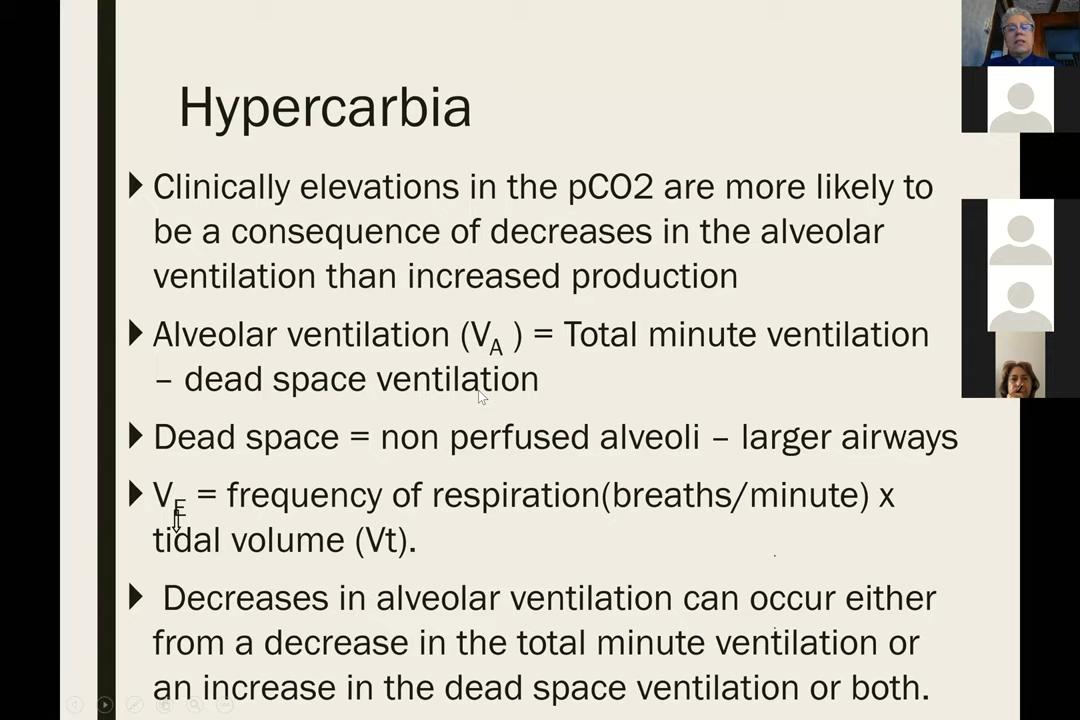 Hypercarbia
Clinically elevations in the pCO2 are more likely to
be a consequence of decreases in the alveolar
ventilation than increased production
Alveolar ventilation (VA ) = Total minute ventilation
– dead space ventilation
Dead space = non perfused alveoli – larger airways
VE = frequency of respiration(breaths/minute) x
tidal volume (Vt).
Decreases in alveolar ventilation can occur either
from a decrease in the total minute ventilation or
an increase in the dead space ventilation or both.